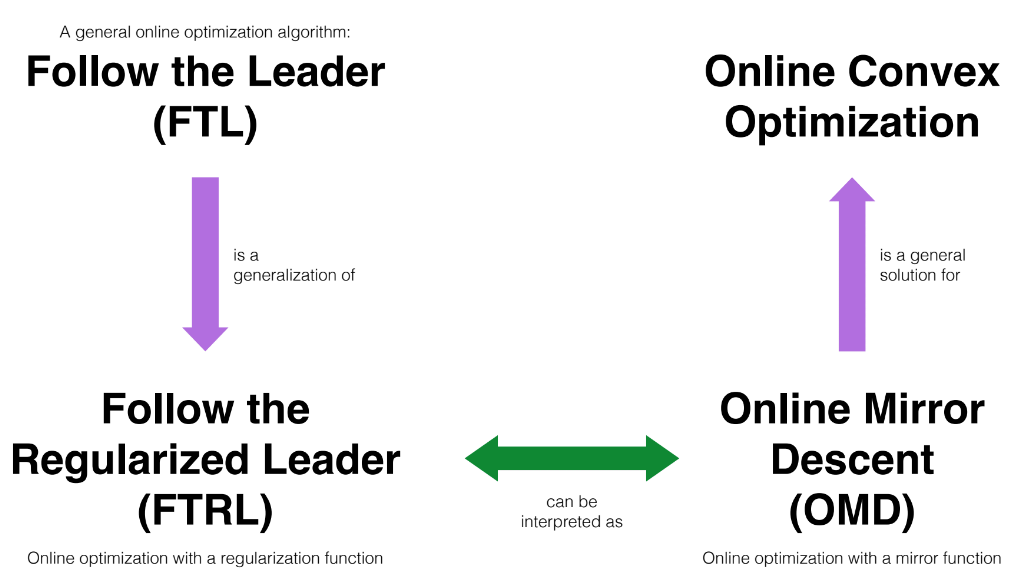 A general online optimization algorithm:
Follow the Leader
(FTL)
Online Convex
Optimization
is a
generalization of
is a general
solution for
Follow the
Regularized Leader
(FTRL)
Online optimization with a regularization function
can be
interpreted as
Online Mirror
Descent
(OMD)
Online optimization with a mirror function